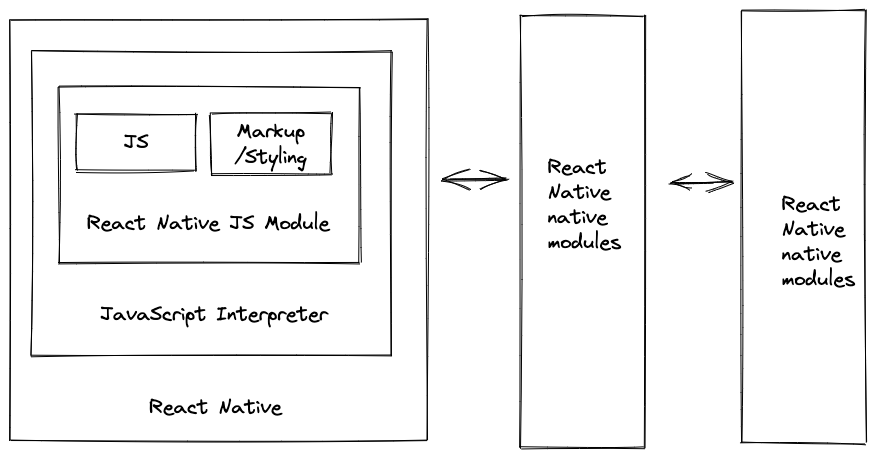 JS
Markup
/Styling
React Native JS Module
JavaScript Interpreter
React Native
React
Native
native
modules
React
Native
native
modules